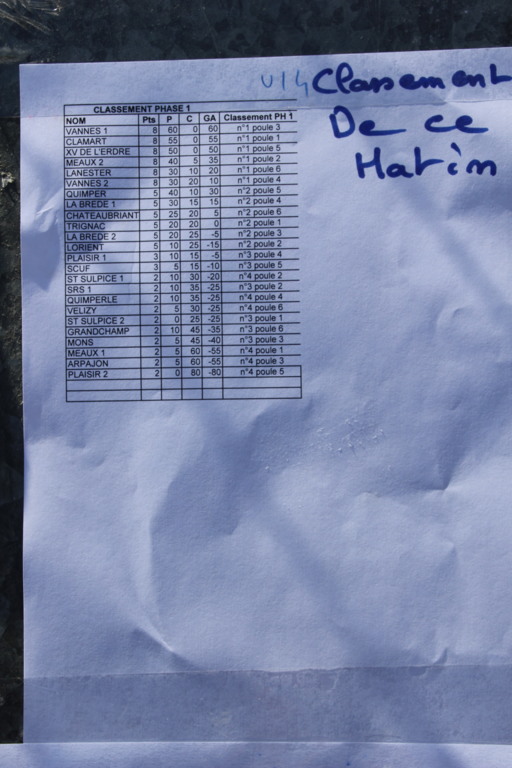 U14 Classement
De ce
Matin
CLASSEMENT PHASE 1
NOM Pts P C GA Classement PH 1
VANNES 1 8 60 0 60 n°1 poule 3
CLAMART 8 55 0 55 n°1 poule 1
XV DE L'ERDRE 8 50 0 50 n°1 poule 5
MEAUX 2 8 40 5 35 n°1 poule 2
LANESTER 8 30 10 20 n°1 poule 6
VANNES 2 8 30 20 10 n°1 poule 4
QUIMPER 5 40 10 30 n°2 poule 5
LA BREDE 1 5 30 15 15 n°2 poule 4
CHATEAUBRIANT 5 25 20 5 n°2 poule 6
TRIGNAC 5 20 20 0 n°2 poule 1
LA BREDE 2 5 20 25 -5 n°2 poule 3
LORIENT 5 10 25 -15 n°2 poule 2
PLAISIR 1 3 10 15 -5 n°3 poule 4
SCUF 3 5 15 -10 n°3 poule 5
ST SULPICE 1 2 10 30 -20 n°4 poule 2
SRS 1 2 10 35 -25 n°3 poule 2
QUIMPERLE 2 10 35 -25 n°4 poule 4
VELIZY 2 5 30 -25 n°4 poule 6
ST SULPICE 2 2 0 25 -25 n°3 poule 1
GRANDCHAMP 2 10 45 -35 n°3 poule 6
MONS 2 5 45 -40 n°3 poule 3
MEAUX 1 2 5 60 -55 n°4 poule 1
ARPAJON 2 5 60 -55 n°4 poule 3
PLAISIR 2 2 0 80 -80 n°4 poule 5